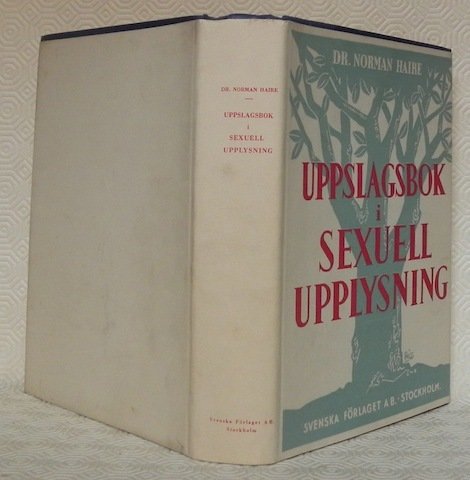 DR. NORMAN HAIRE
UPPSLAGSBOK
i
SEXUELL
UPPLYSNING
Svenska Förlaget A.B.
Stockholm
DR. NORMAN HAIRE
UPPSLAGSBOK
i
SEXUELL
UPPLYSNING
SVENSKA FÖRLAGET A.B. · STOCKHOLM.